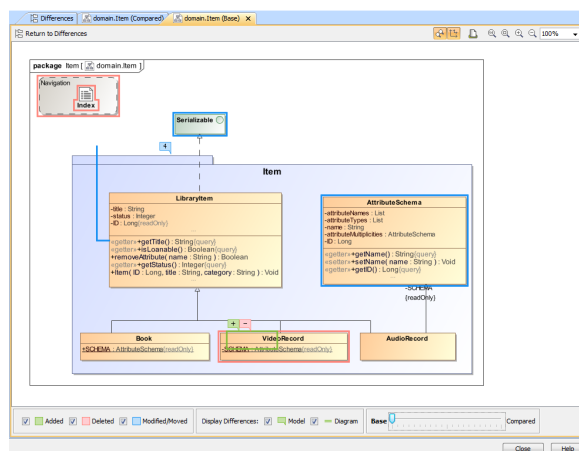 Differences domain.Item (Compared) domain.Item (Base)
Return to Differences 100%
package Item [ domain.Item ]
Navigation
Index
Serializable
4
Item
LibraryItem
-title : String
-status : Integer
-ID : Long{readOnly}
...
«getter»+getTitle() : String{query}
«getter»+isLoanable() : Boolean{query}
+removeAttribute( name : String ) : Boolean
«getter»+getStatus() : Integer{query}
+Item( ID : Long, title : String, category : String ) : Void
AttributeSchema
-attributeNames : List
-attributeTypes : List
-name : String
-attributeMultiplicities : AttributeSchema
-ID : Long
«getter»+getName() : String{query}
«setter»+setName( name : String ) : Void
«getter»+getID() : Long{query}
...
-SCHEMA
{readOnly}
+ −
Book
+SCHEMA : AttributeSchema{readOnly}
VideoRecord
-SCHEMA : AttributeSchema{readOnly}
AudioRecord
Added Deleted Modified/Moved Display Differences: Model Diagram Base Compared
Close Help